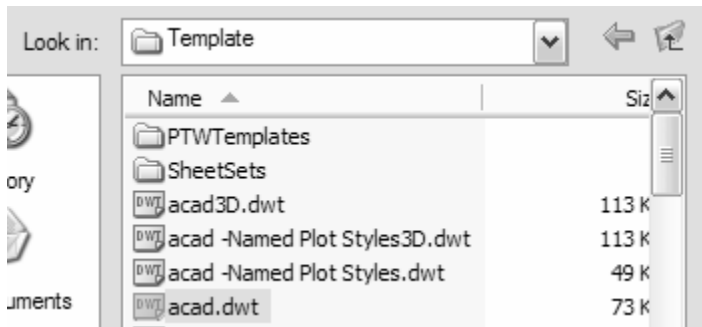 Look in: Template
Name Siz
PTWTemplates
SheetSets
ory
acad3D.dwt 113 K
acad -Named Plot Styles3D.dwt 113 K
acad -Named Plot Styles.dwt 49 K
uments acad.dwt 73 K